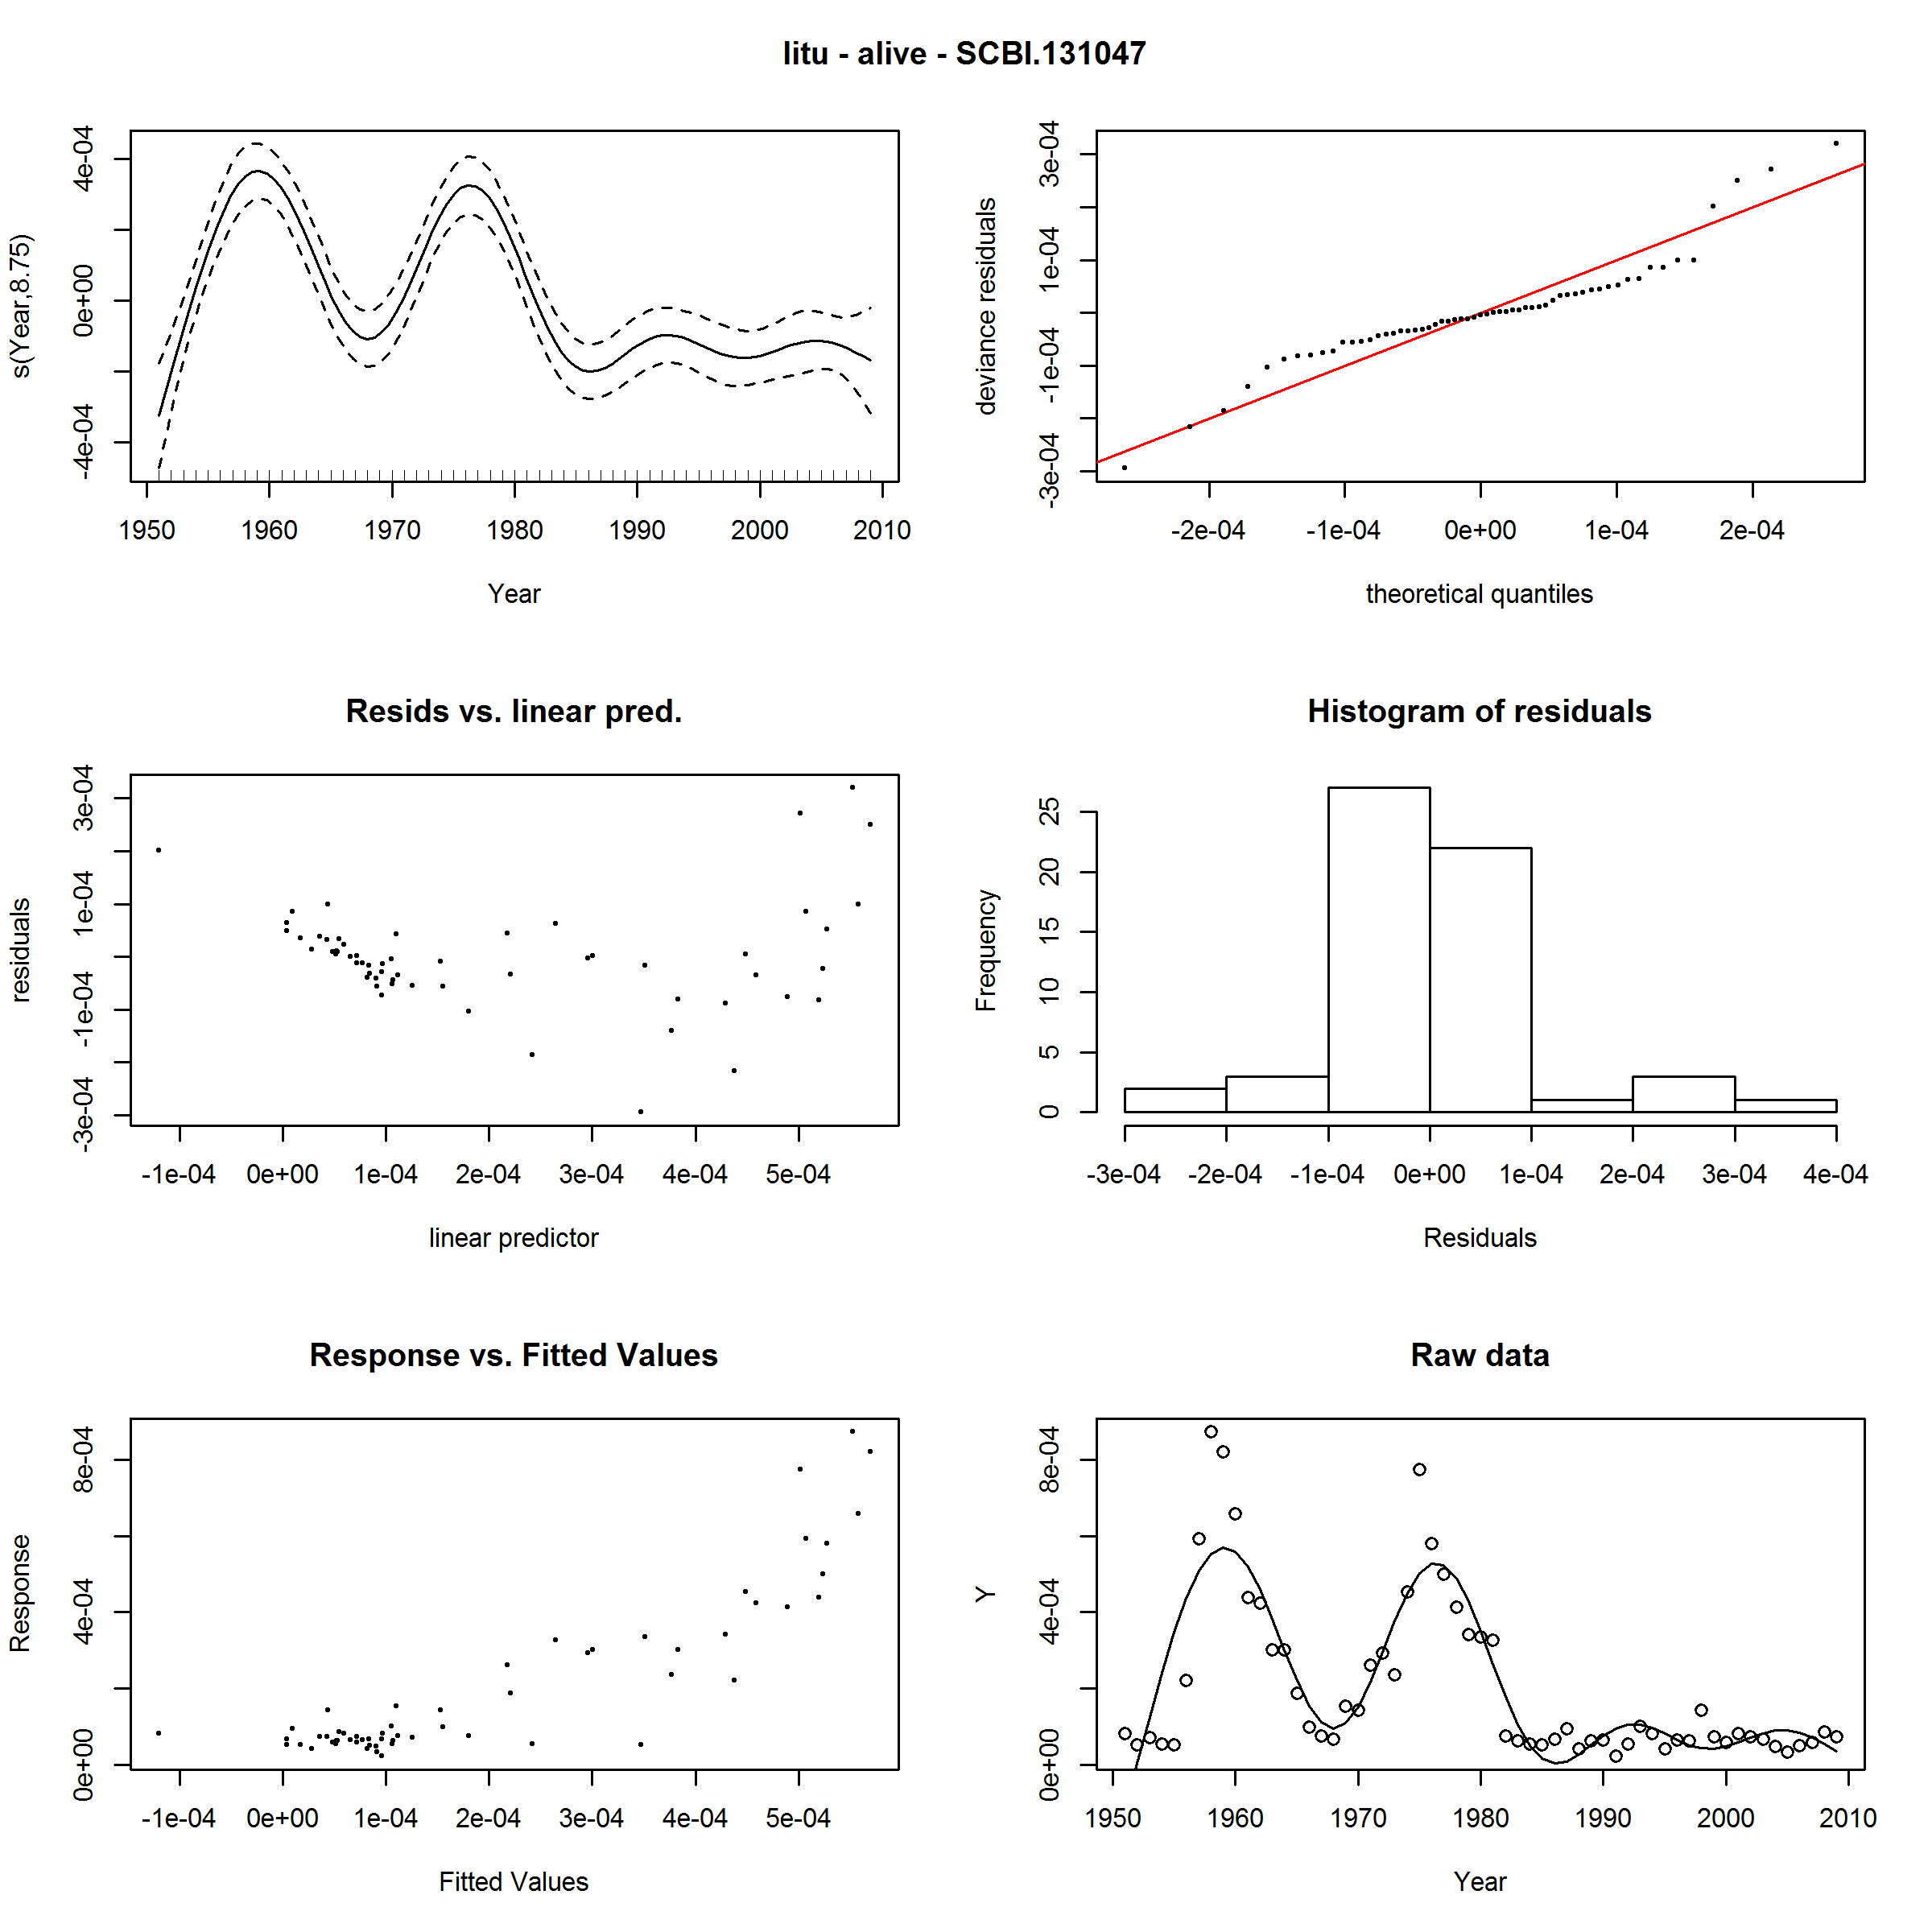 litu - alive - SCBI.131047
s(Year,8.75)
-4e-04 0e+00 4e-04
1950 1960 1970 1980 1990 2000 2010
Year
deviance residuals
-3e-04 -1e-04 1e-04 3e-04
-2e-04 -1e-04 0e+00 1e-04 2e-04
theoretical quantiles
Resids vs. linear pred.
residuals
-3e-04 -1e-04 1e-04 3e-04
-1e-04 0e+00 1e-04 2e-04 3e-04 4e-04 5e-04
linear predictor
Histogram of residuals
Frequency
0 5 10 15 20 25
-3e-04 -2e-04 -1e-04 0e+00 1e-04 2e-04 3e-04 4e-04
Residuals
Response vs. Fitted Values
Response
0e+00 4e-04 8e-04
-1e-04 0e+00 1e-04 2e-04 3e-04 4e-04 5e-04
Fitted Values
Raw data
Y
0e+00 4e-04 8e-04
1950 1960 1970 1980 1990 2000 2010
Year